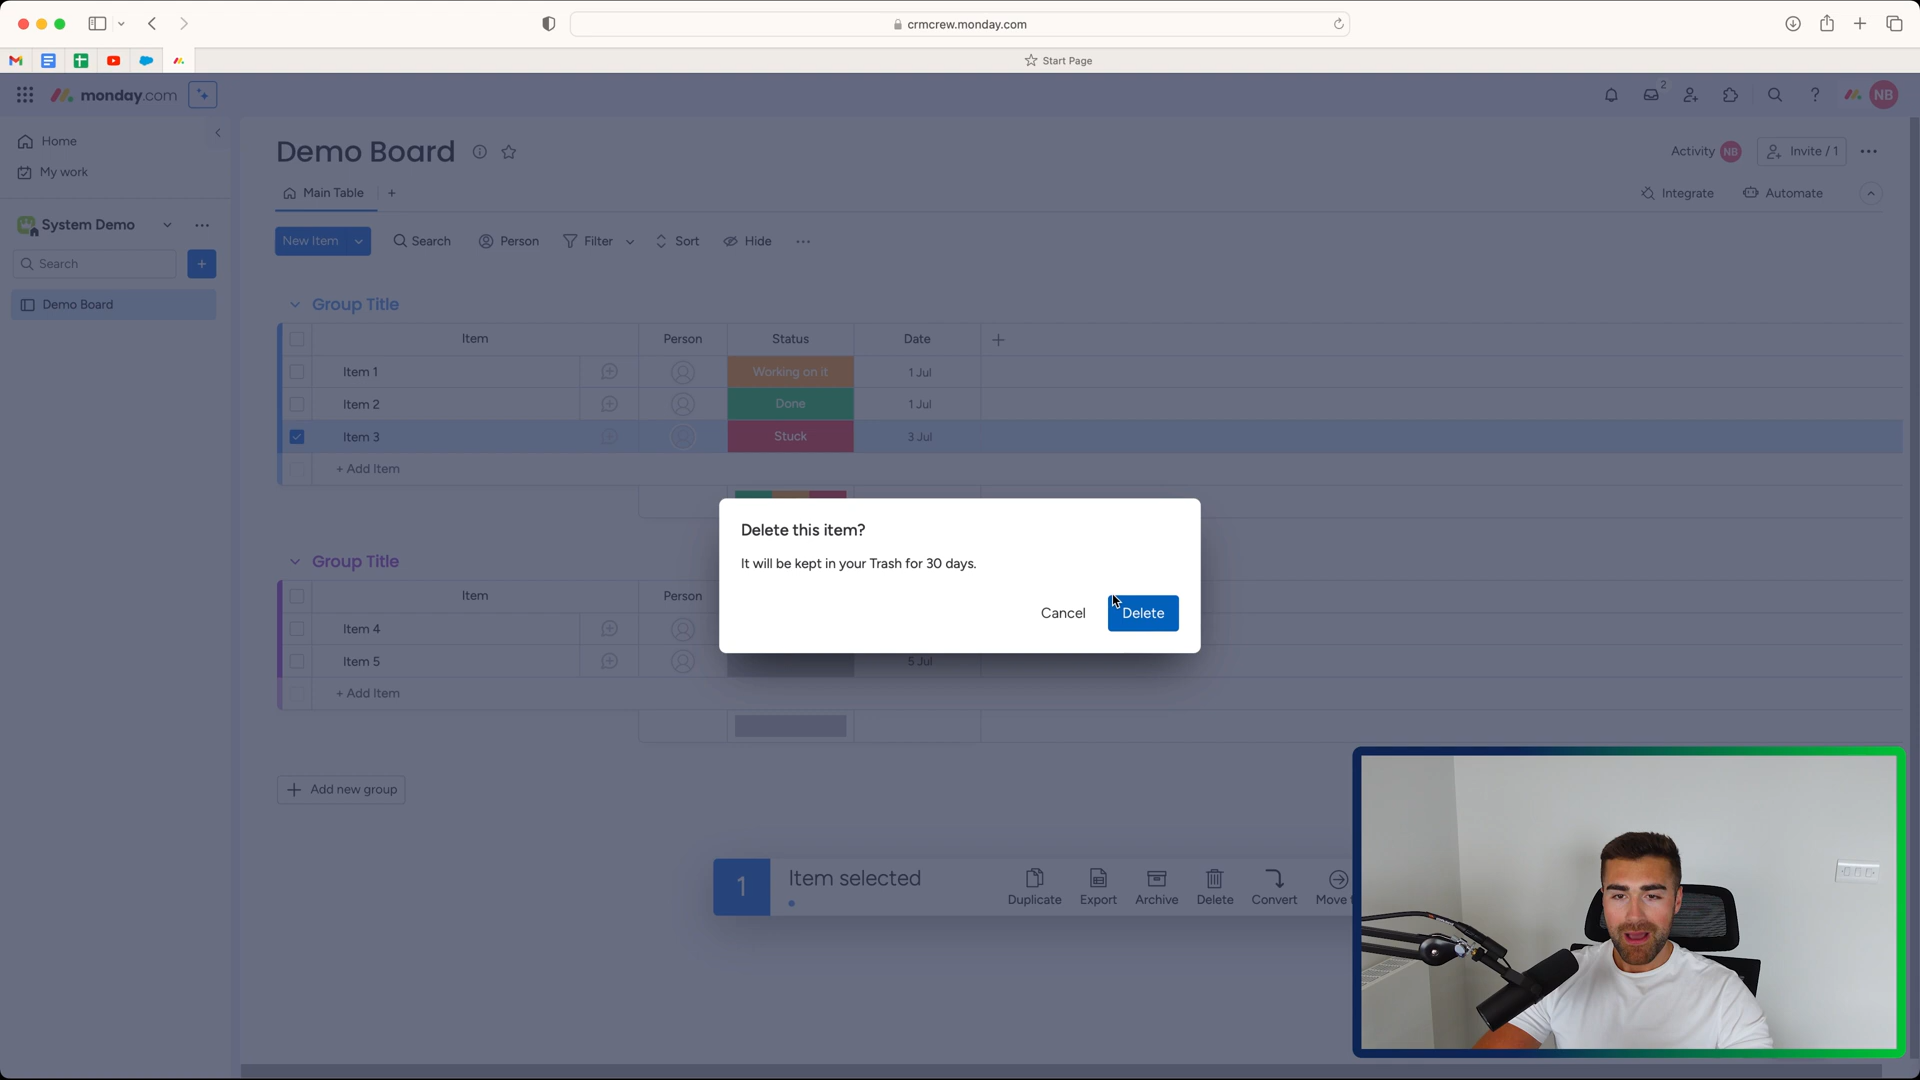 crmcrew.monday.com
Start Page
monday.com
2
NB
Home
My work
System Demo
Search
Demo Board
Demo Board
Activity NB
Invite / 1
Main Table
Integrate
Automate
New Item
Search
Person
Filter
Sort
Hide
Group Title
Item Person Status Date
Item 1 Working on it 1 Jul
Item 2 Done 1 Jul
Item 3 Stuck 3 Jul
+ Add Item
Delete this item?
It will be kept in your Trash for 30 days.
Cancel
Delete
Group Title
Item Person
Item 4
Item 5 5 Jul
+ Add Item
Add new group
1
Item selected
Duplicate
Export
Archive
Delete
Convert
Move